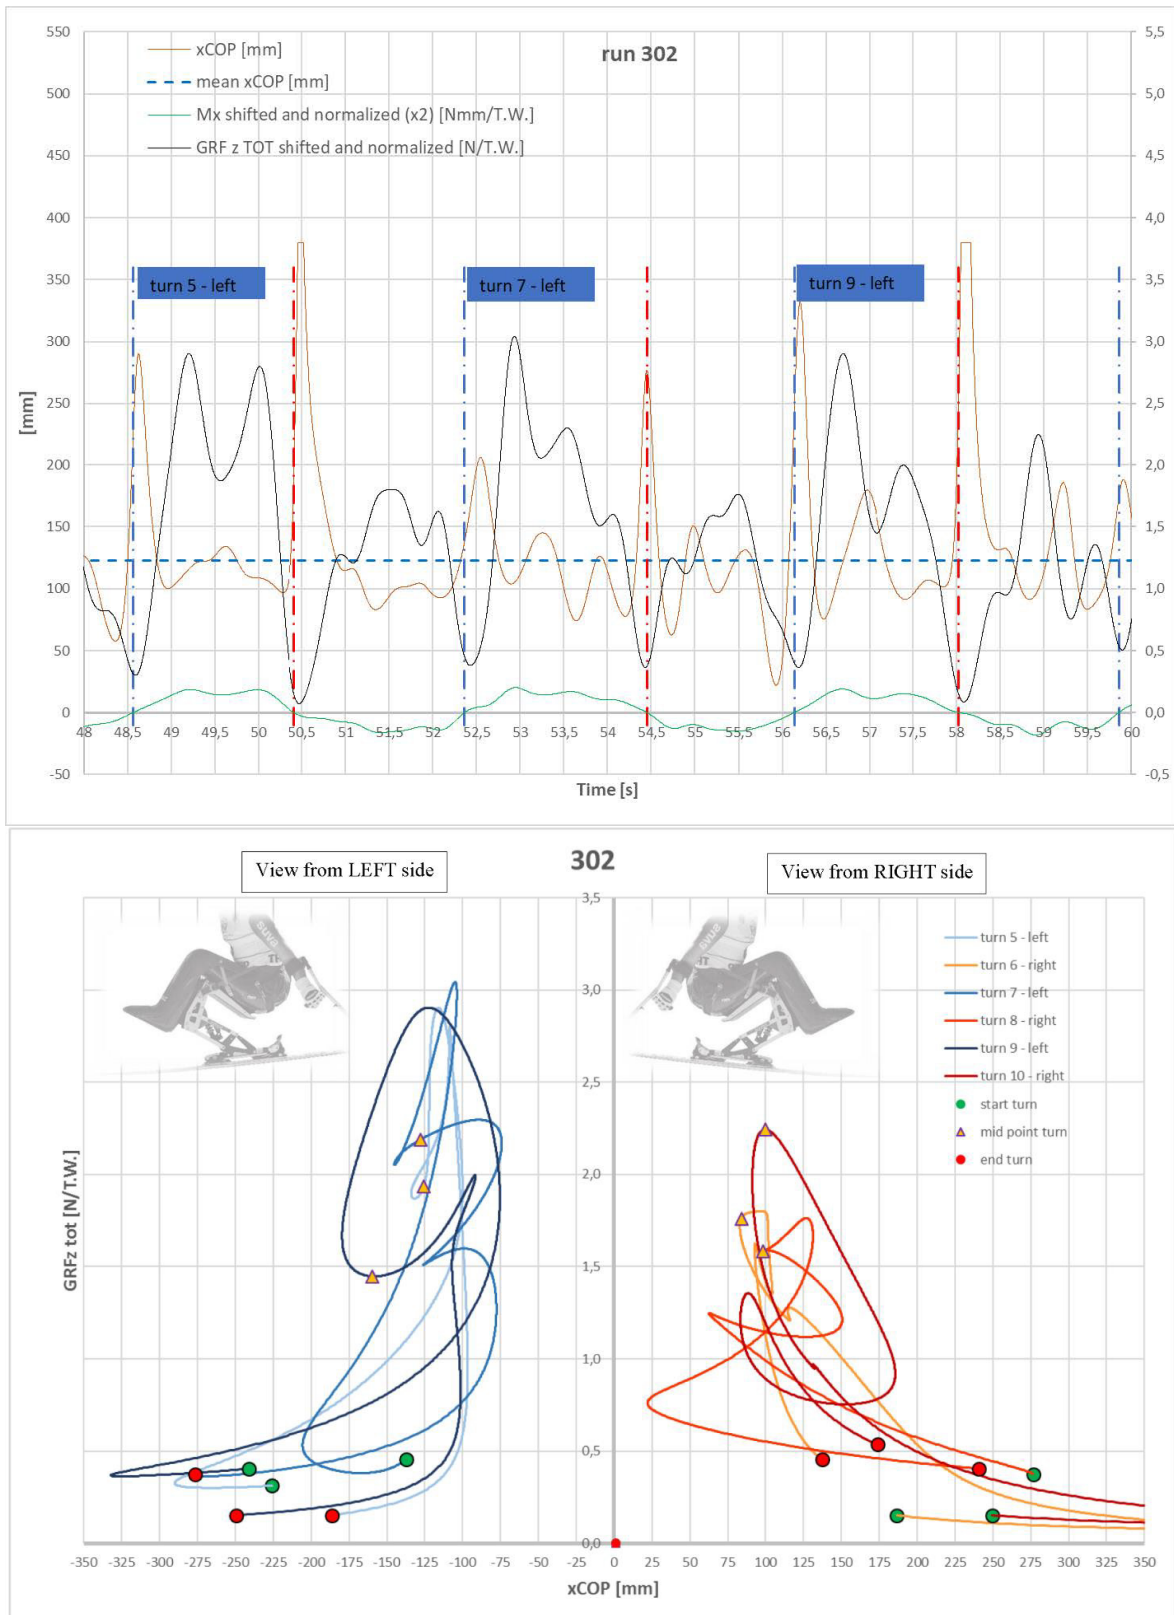 run 302
xCOP [mm]
mean xCOP [mm]
Mx shifted and normalized (x2) [Nmm/T.W.]
GRF z TOT shifted and normalized [N/T.W.]
550 5,5
500 5,0
450 4,5
400 4,0
350 3,5
300 3,0
250 2,5
200 2,0
150 1,5
100 1,0
50 0,5
0 0,0
-50 -0,5
[mm]
turn 5 - left turn 7 - left turn 9 - left
48 48,5 49 49,5 50 50,5 51 51,5 52 52,5 53 53,5 54 54,5 55 55,5 56 56,5 57 57,5 58 58,5 59 59,5 60
Time [s]
302
View from LEFT side
View from RIGHT side
3,5
3,0
2,5
2,0
1,5
1,0
0,5
0,0
GRFz tot [N/T.W.]
suva
TH
turn 5 - left
turn 6 - right
turn 7 - left
turn 8 - right
turn 9 - left
turn 10 - right
start turn
mid point turn
end turn
-350 -325 -300 -275 -250 -225 -200 -175 -150 -125 -100 -75 -50 -25 0 25 50 75 100 125 150 175 200 225 250 275 300 325 350
xCOP [mm]